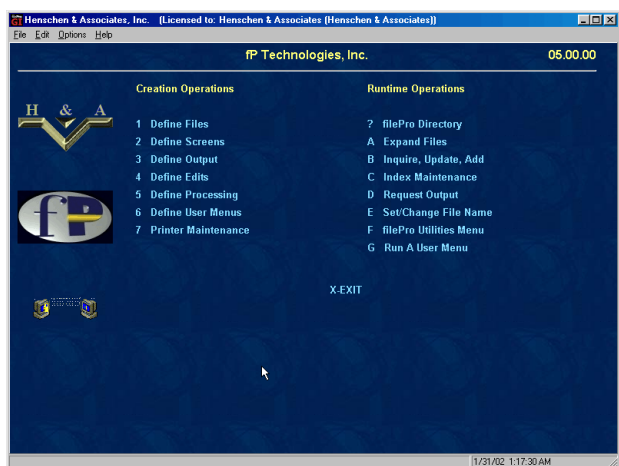 GI Henschen & Associates, Inc. (Licensed to: Henschen & Associates (Henschen & Associates))
File Edit Options Help
fP Technologies, Inc. 05.00.00
Creation Operations Runtime Operations
H & A
1 Define Files ? filePro Directory
2 Define Screens A Expand Files
3 Define Output B Inquire, Update, Add
4 Define Edits C Index Maintenance
5 Define Processing D Request Output
6 Define User Menus E Set/Change File Name
7 Printer Maintenance F filePro Utilities Menu
G Run A User Menu
fP
X-EXIT
1/31/02 1:17:30 AM